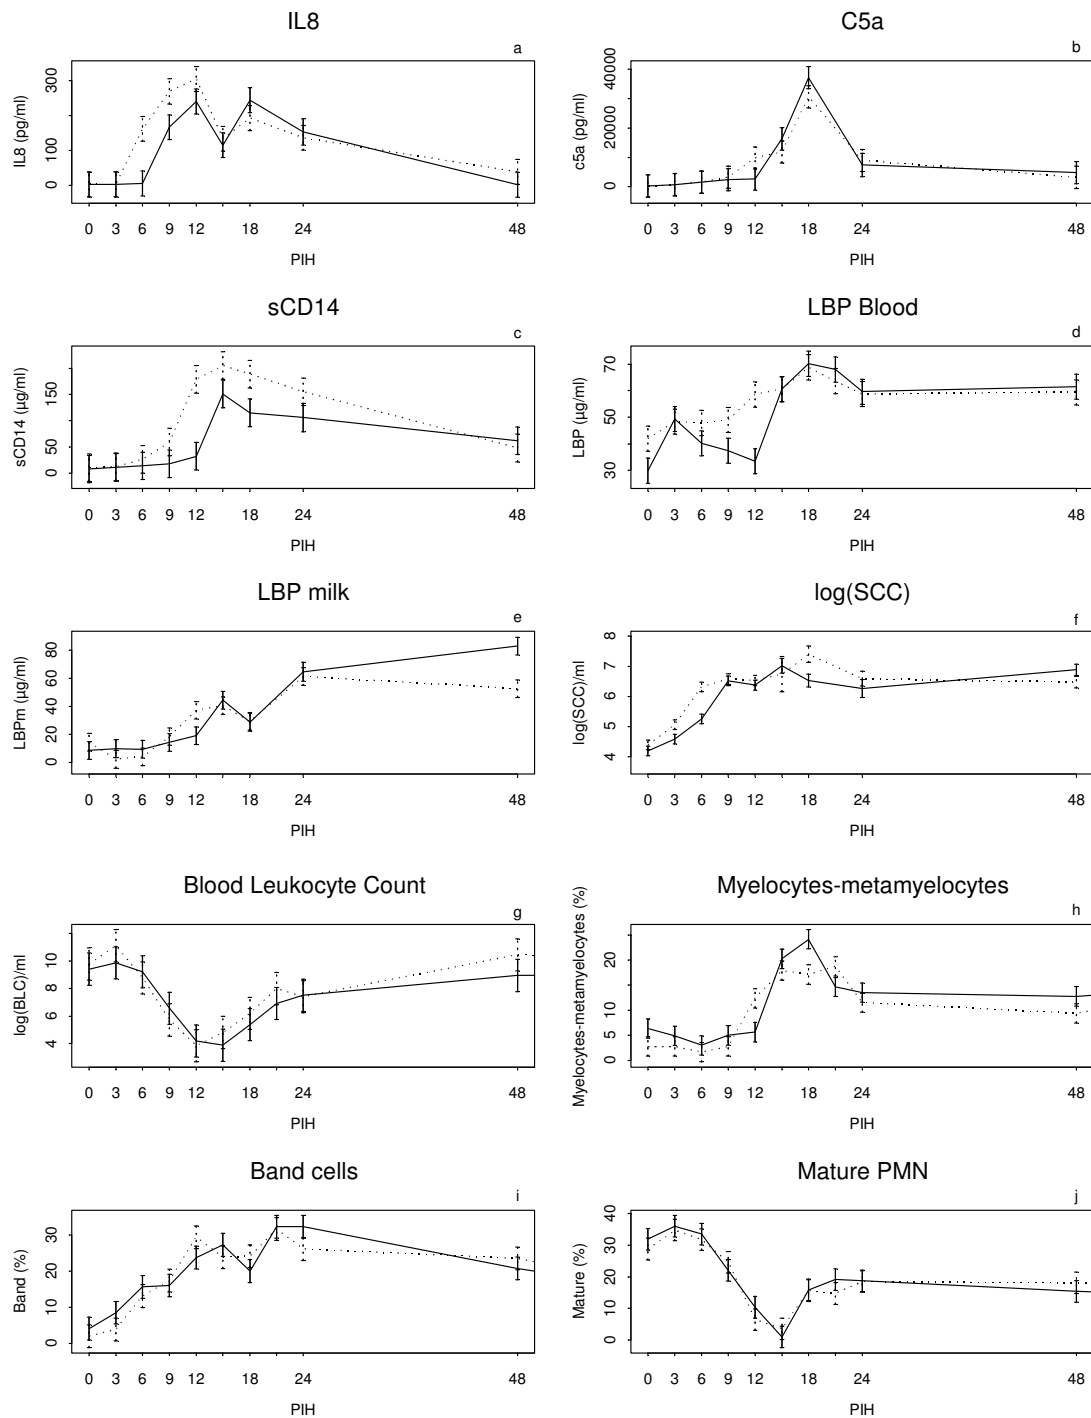 IL8
a
IL8 (pg/ml)
300
100
0
0 3 6 9 12 18 24 48
PIH
C5a
b
c5a (pg/ml)
40000
20000
0
0 3 6 9 12 18 24 48
PIH
sCD14
c
sCD14 (µg/ml)
150
50
0
0 3 6 9 12 18 24 48
PIH
LBP Blood
d
LBP (µg/ml)
70
50
30
0 3 6 9 12 18 24 48
PIH
LBP milk
e
LBPm (µg/ml)
80
60
40
20
0
0 3 6 9 12 18 24 48
PIH
log(SCC)
f
log(SCC)/ml
8
7
6
5
4
0 3 6 9 12 18 24 48
PIH
Blood Leukocyte Count
g
log(BLC)/ml
10
8
6
4
0 3 6 9 12 18 24 48
PIH
Myelocytes-metamyelocytes
h
Myelocytes-metamyelocytes (%)
20
10
5
0
0 3 6 9 12 18 24 48
PIH
Band cells
i
Band (%)
30
20
10
0
0 3 6 9 12 18 24 48
PIH
Mature PMN
j
Mature (%)
40
30
20
10
0
0 3 6 9 12 18 24 48
PIH